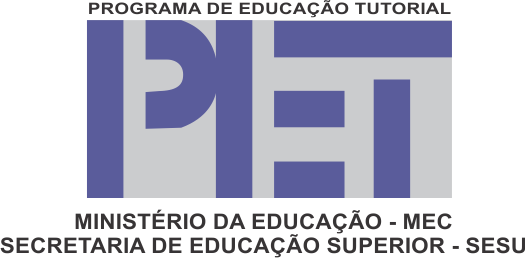 PROGRAMA DE EDUCAÇÃO TUTORIAL
PET
MINISTÉRIO DA EDUCAÇÃO - MEC
SECRETARIA DE EDUCAÇÃO SUPERIOR - SESU